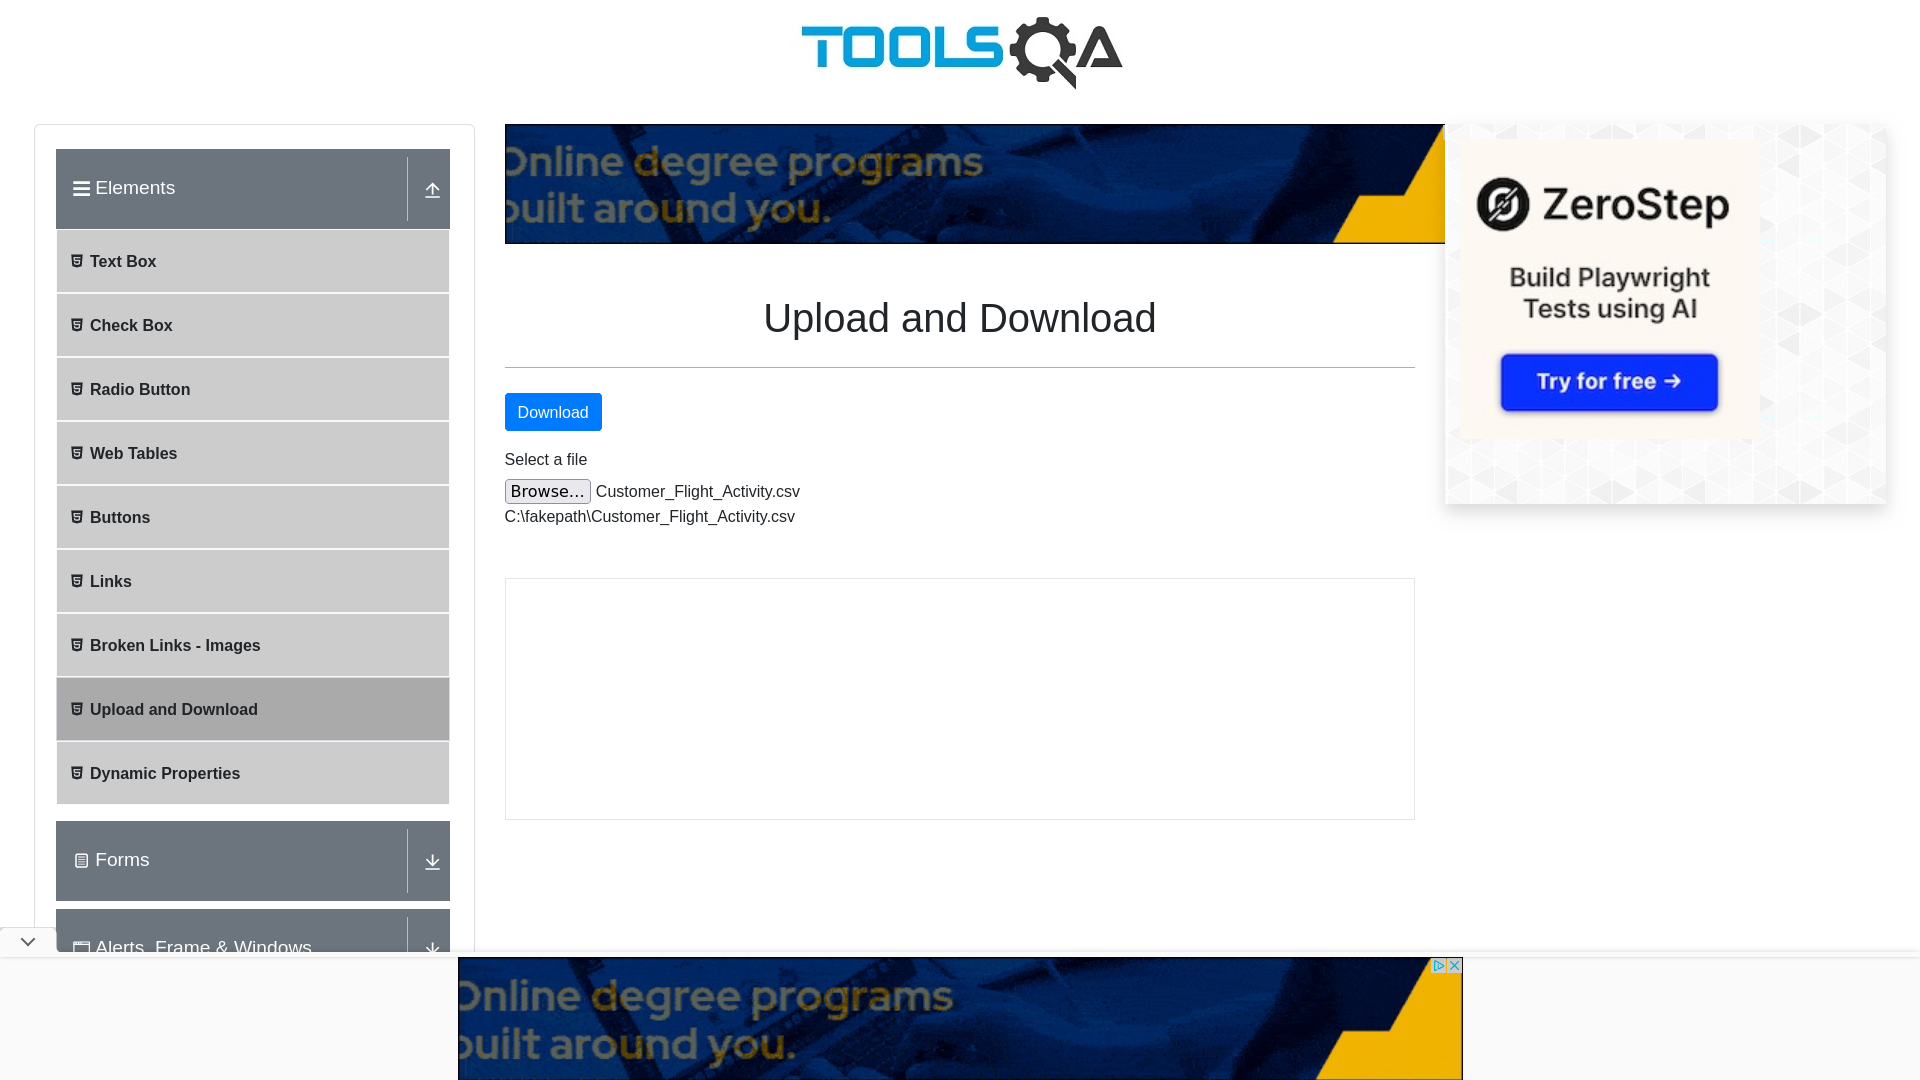 TOOLSQA
Elements
Text Box
Check Box
Radio Button
Web Tables
Buttons
Links
Broken Links - Images
Upload and Download
Dynamic Properties
Forms
Alerts, Frame & Windows
Online degree programs
built around you.
Upload and Download
Download
Select a file
Browse... Customer_Flight_Activity.csv
C:\fakepath\Customer_Flight_Activity.csv
ZeroStep
Build Playwright
Tests using AI
Try for free →
Online degree programs
built around you.